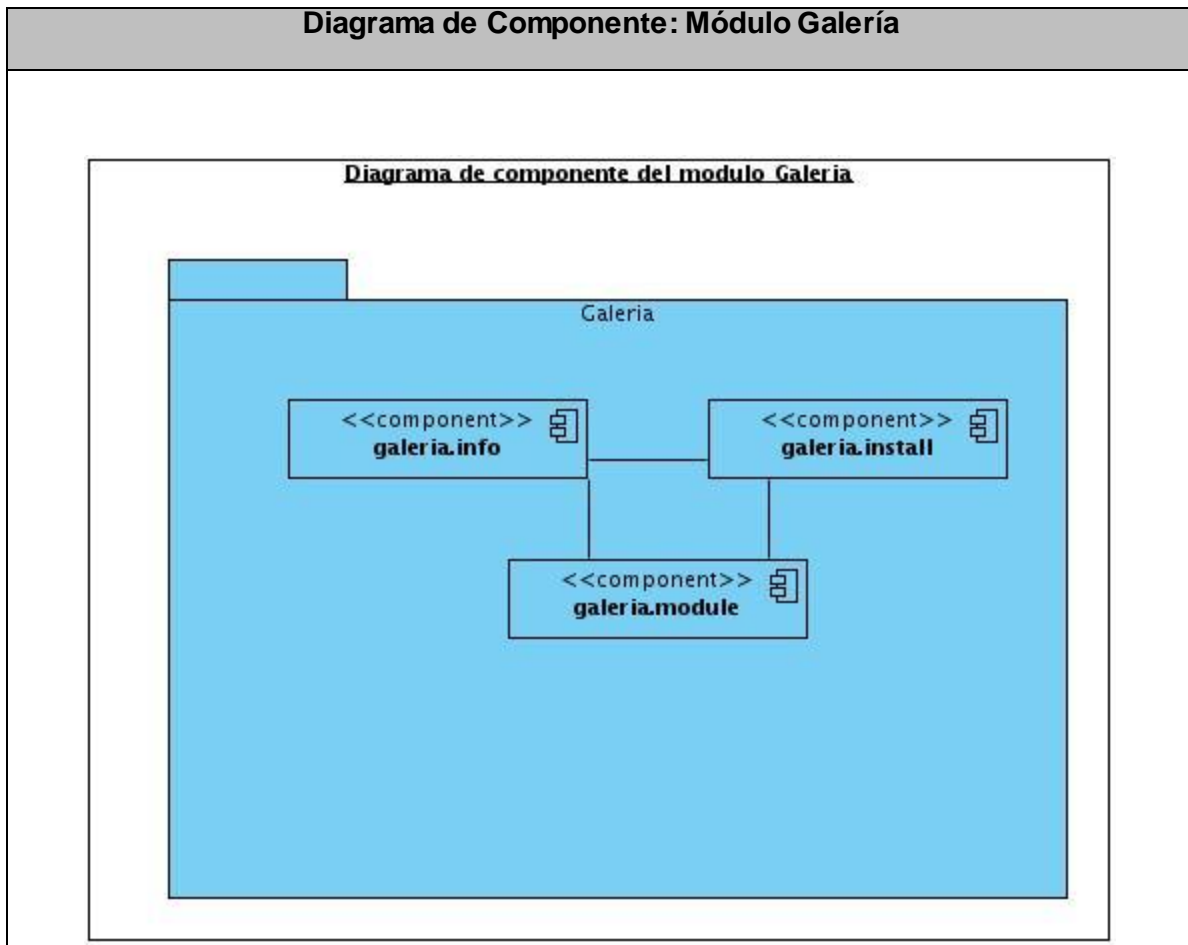 Diagrama de Componente: Módulo Galería
Diagrama de componente del modulo Galeria
Galeria
<<component>>
galeria.info
<<component>>
galeria.install
<<component>>
galeria.module